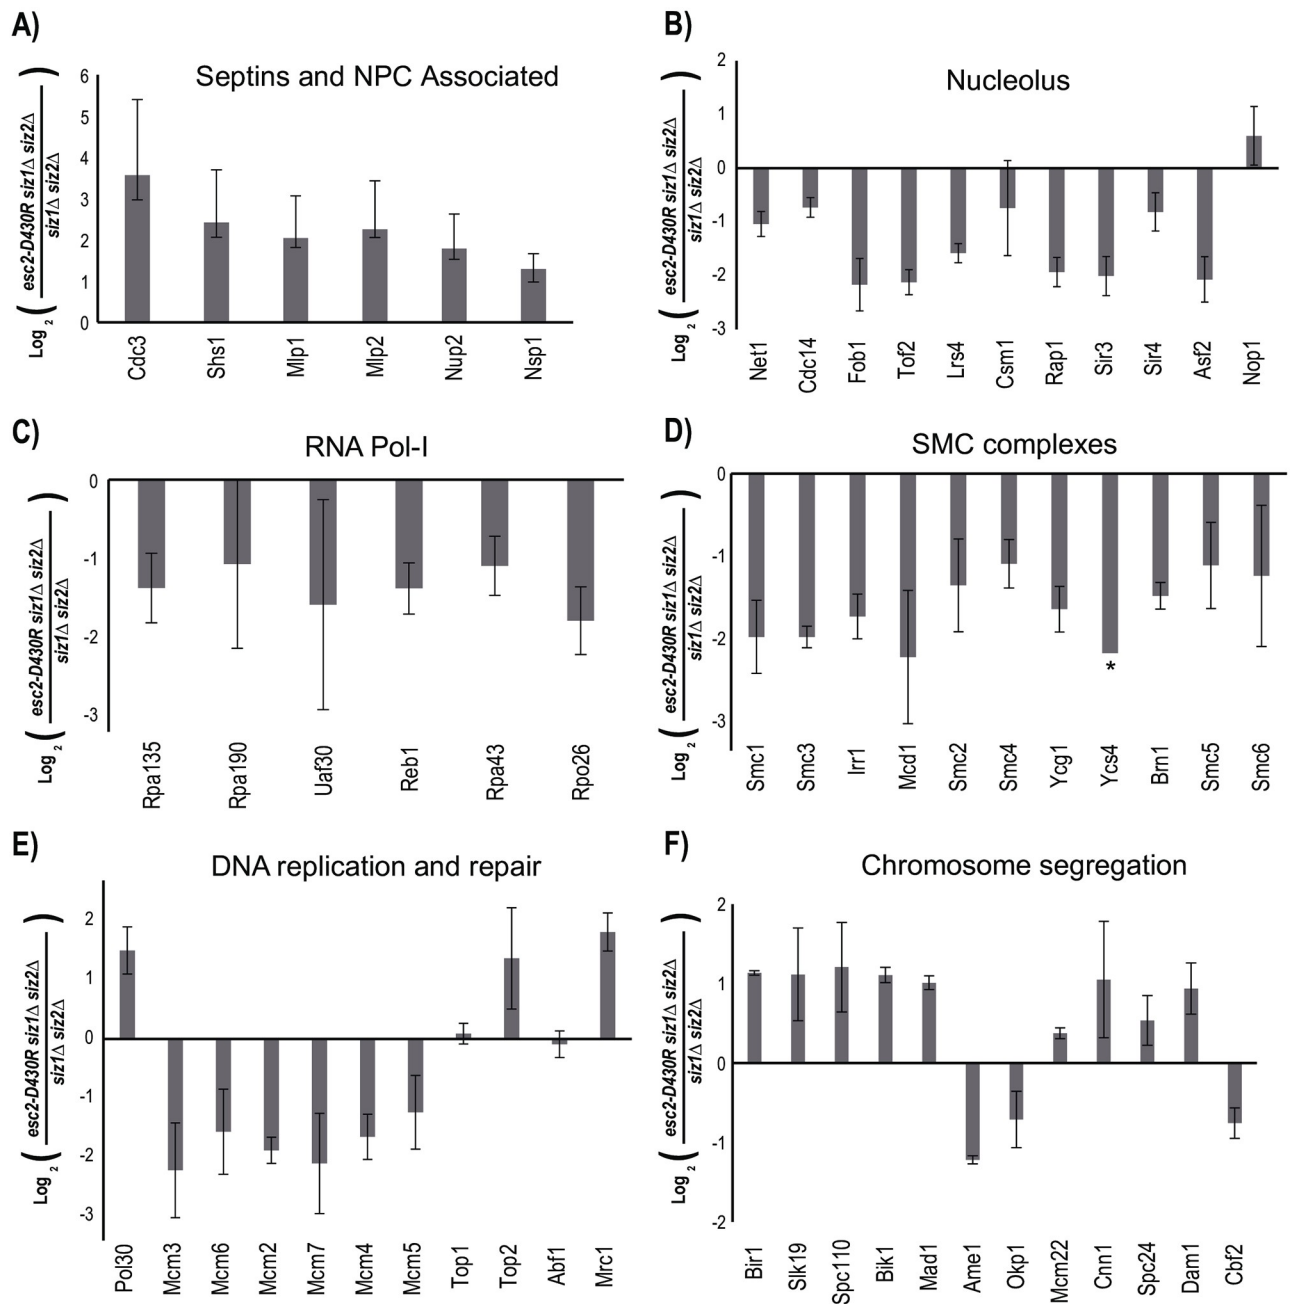 A)
Septins and NPC Associated
Log 2 ( esc2-D430R siz1Δ siz2Δ
siz1Δ siz2Δ )
6
5
4
3
2
1
0
Cdc3 Shs1 Mlp1 Mlp2 Nup2 Nsp1
B)
Nucleolus
Log 2 ( esc2-D430R siz1Δ siz2Δ
siz1Δ siz2Δ )
2
1
0
-1
-2
-3
Net1 Cdc14 Fob1 Tof2 Lrs4 Csm1 Rap1 Sir3 Sir4 Asf2 Nop1
C)
RNA Pol-I
Log 2 ( esc2-D430R siz1Δ siz2Δ
siz1Δ siz2Δ )
0
-1
-2
-3
Rpa135 Rpa190 Uaf30 Reb1 Rpa43 Rpo26
D)
SMC complexes
Log 2 ( esc2-D430R siz1Δ siz2Δ
siz1Δ siz2Δ )
0
-1
-2
-3
*
Smc1 Smc3 Irr1 Mcd1 Smc2 Smc4 Ycg1 Ycs4 Brn1 Smc5 Smc6
E)
DNA replication and repair
Log 2 ( esc2-D430R siz1Δ siz2Δ
siz1Δ siz2Δ )
2
1
0
-1
-2
-3
Pol30 Mcm3 Mcm6 Mcm2 Mcm7 Mcm4 Mcm5 Top1 Top2 Abf1 Mrc1
F)
Chromosome segregation
Log 2 ( esc2-D430R siz1Δ siz2Δ
siz1Δ siz2Δ )
2
1
0
-1
-2
Bir1 Slk19 Spc110 Bik1 Mad1 Ame1 Okp1 Mcm22 Cnn1 Spc24 Dam1 Cbf2